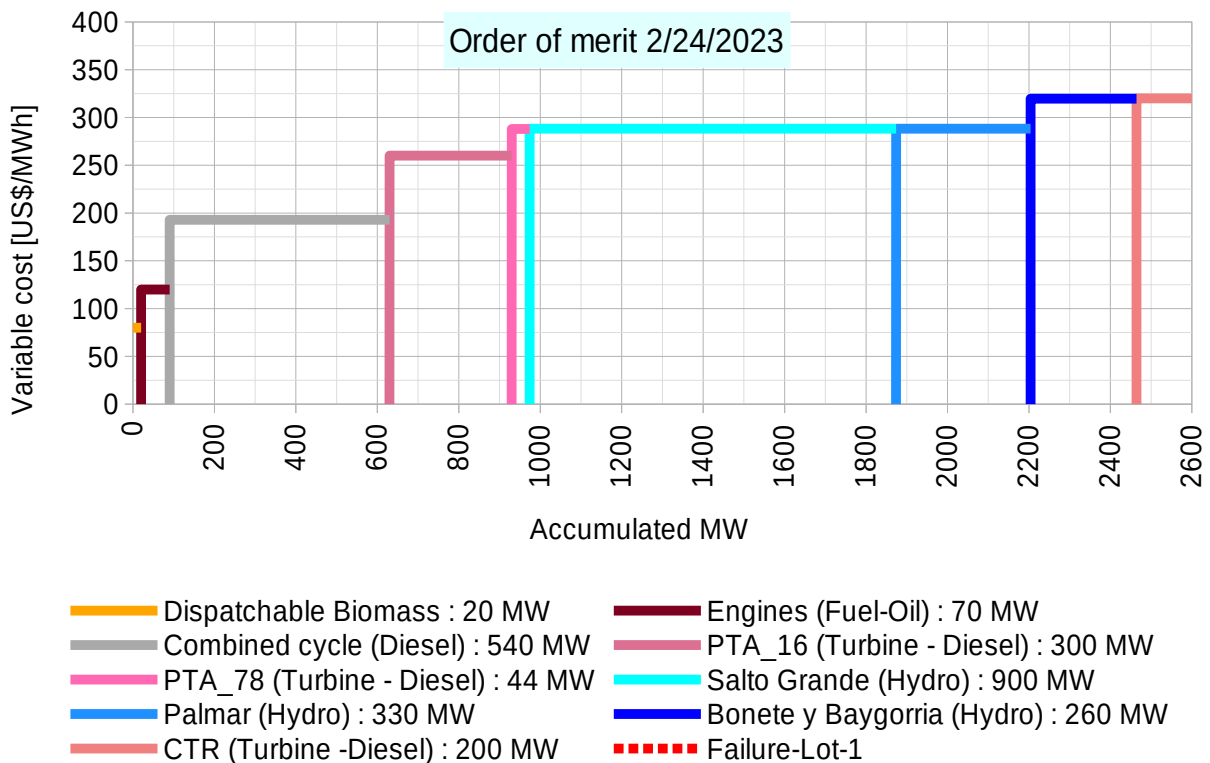 Order of merit 2/24/2023
Variable cost [US$/MWh]
400
350
300
250
200
150
100
50
0
0
200
400
600
800
1000
1200
1400
1600
1800
2000
2200
2400
2600
Accumulated MW
Dispatchable Biomass : 20 MW
Engines (Fuel-Oil) : 70 MW
Combined cycle (Diesel) : 540 MW
PTA_16 (Turbine - Diesel) : 300 MW
PTA_78 (Turbine - Diesel) : 44 MW
Salto Grande (Hydro) : 900 MW
Palmar (Hydro) : 330 MW
Bonete y Baygorria (Hydro) : 260 MW
CTR (Turbine -Diesel) : 200 MW
Failure-Lot-1